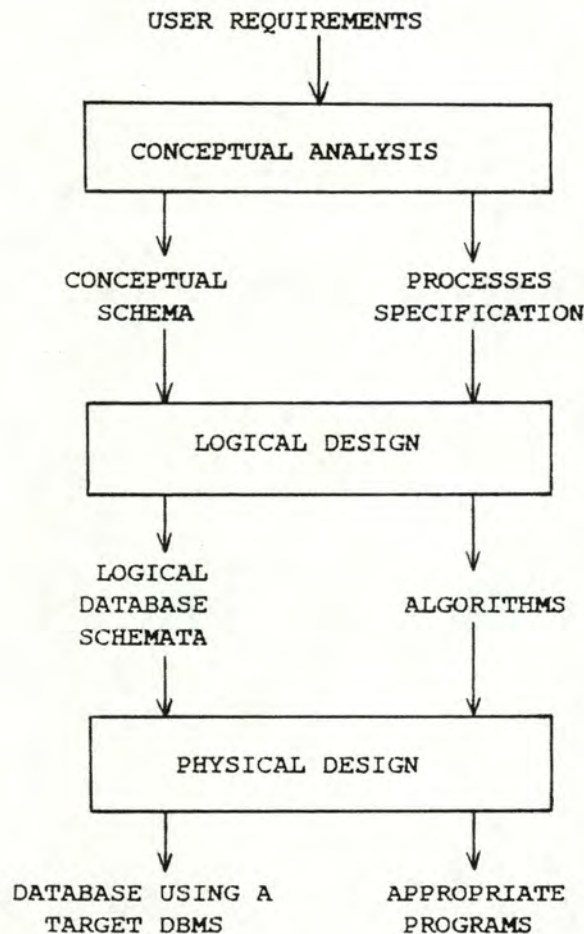 USER REQUIREMENTS
CONCEPTUAL ANALYSIS
CONCEPTUAL
SCHEMA
PROCESSES
SPECIFICATION
LOGICAL DESIGN
LOGICAL
DATABASE
SCHEMATA
ALGORITHMS
PHYSICAL DESIGN
DATABASE USING A
TARGET DBMS
APPROPRIATE
PROGRAMS